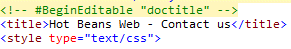 <!-- #BeginEditable "doctitle" -->
<title>Hot Beans Web - Contact us</title>
<style type="text/css">